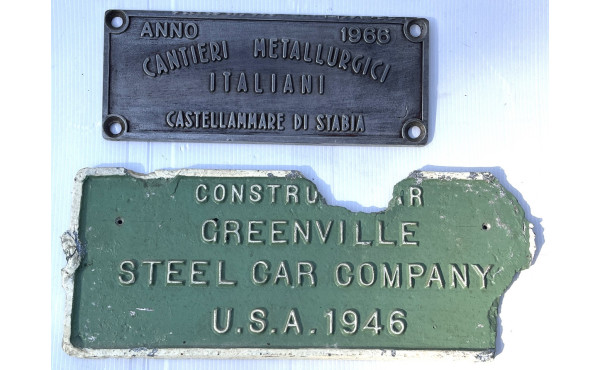 ANNO 1966
CANTIERI METALLURGICI
ITALIANI
CASTELLAMMARE DI STABIA
GREENVILLE
STEEL CAR COMPANY
U.S.A. 1946